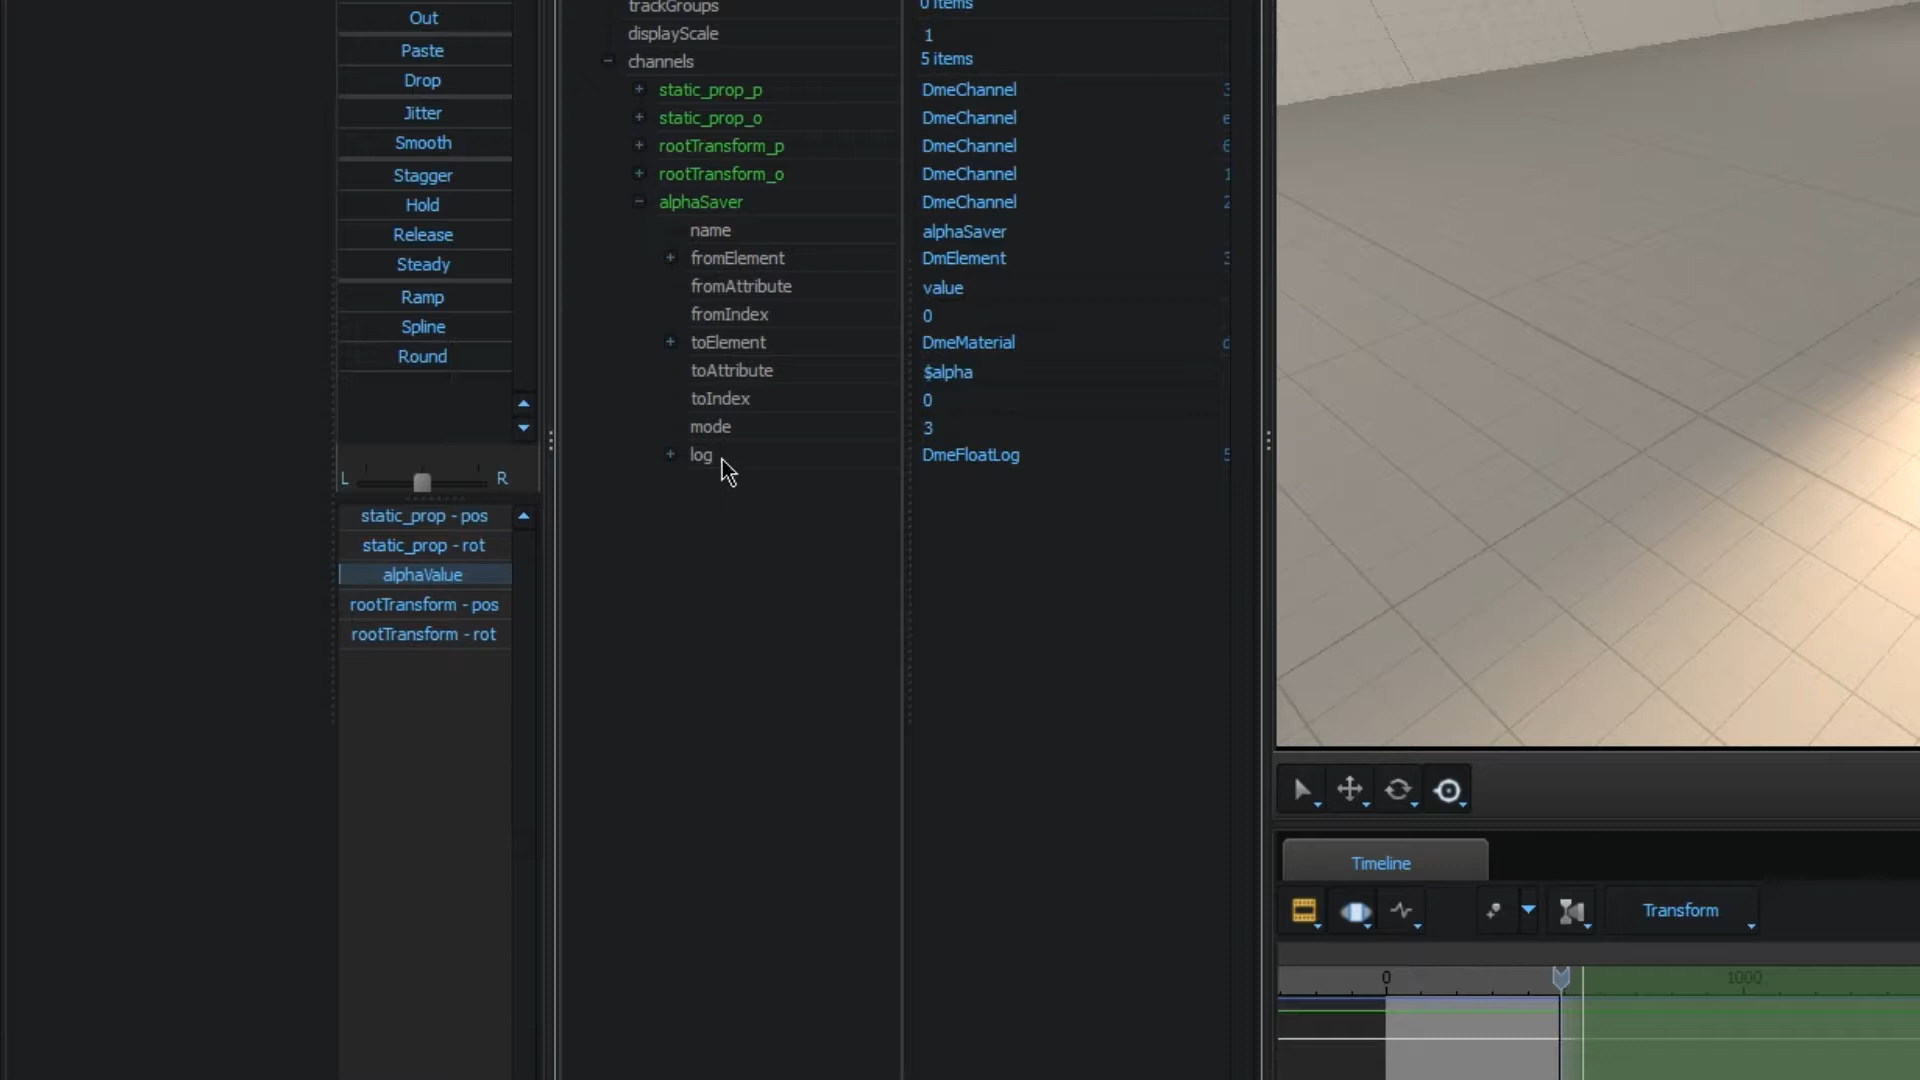 Out
Paste
Drop
Jitter
Smooth
Stagger
Hold
Release
Steady
Ramp
Spline
Round
L R
static_prop - pos
static_prop - rot
alphaValue
rootTransform - pos
rootTransform - rot
trackGroups 0 items
displayScale 1
channels 5 items
static_prop_p DmeChannel
static_prop_o DmeChannel
rootTransform_p DmeChannel
rootTransform_o DmeChannel
alphaSaver DmeChannel
name alphaSaver
fromElement DmElement
fromAttribute value
fromIndex 0
toElement DmeMaterial
toAttribute $alpha
toIndex 0
mode 3
log DmeFloatLog
Timeline
Transform
0 1000